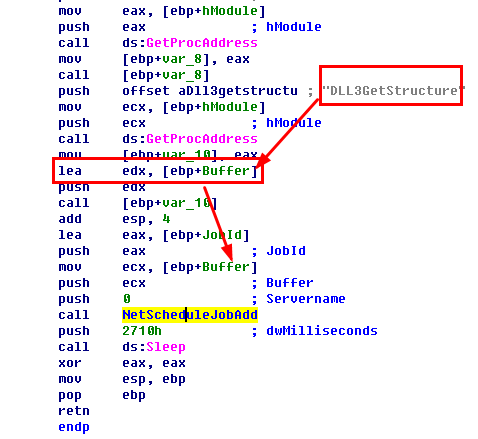 mov eax, [ebp+hModule]
push eax ; hModule
call ds:GetProcAddress
mov [ebp+var_8], eax
call [ebp+var_8]
push offset aDll3getstructu ; "DLL3GetStructure"
mov ecx, [ebp+hModule]
push ecx ; hModule
call ds:GetProcAddress
mov [ebp+var_10], eax
lea edx, [ebp+Buffer]
push edx
call [ebp+var_10]
add esp, 4
lea eax, [ebp+JobId]
push eax ; JobId
mov ecx, [ebp+Buffer]
push ecx ; Buffer
push 0 ; Servername
call NetScheduleJobAdd
push 2710h ; dwMilliseconds
call ds:Sleep
xor eax, eax
mov esp, ebp
pop ebp
retn
endp